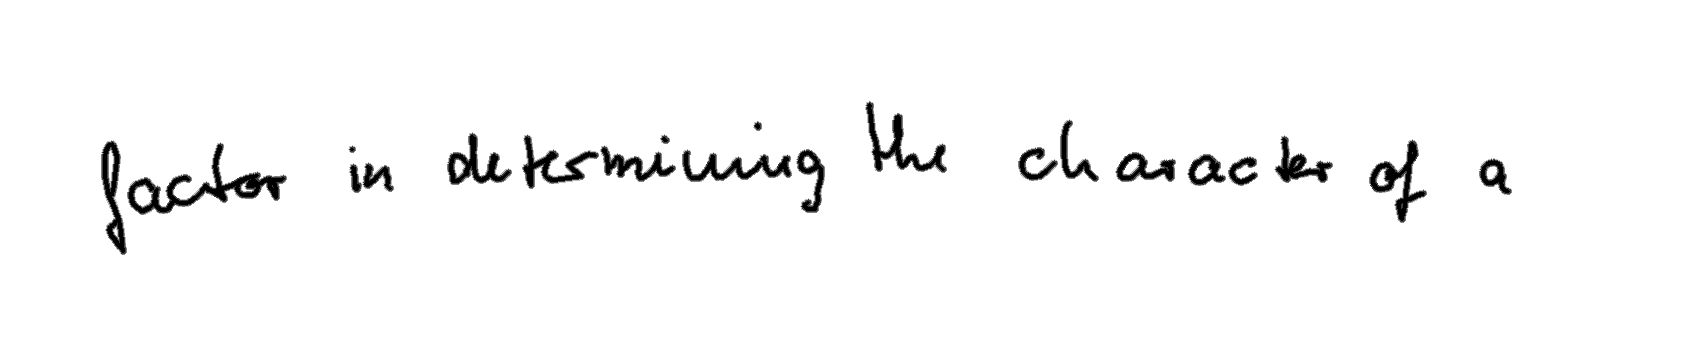 factor in determining the character of a